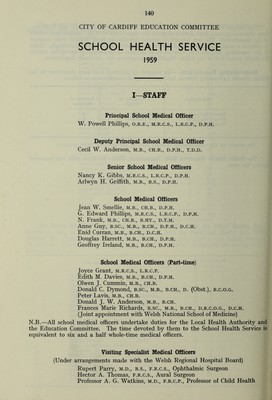 140
CITY OF CARDIFF EDUCATION COMMITTEE
SCHOOL HEALTH SERVICE
1959
I—STAFF
Principal School Medical Officer
W. Powell Phillips, O.B.E., M.R.C.S., L.R.C.P., D.P.H.
Deputy Principal School Medical Officer
Cecil W. Anderson, M.B., CH.B., D.P.H., T.D.D.
Senior School Medical Officers
Nancy K. Gibbs, M.R.C.S., L.R.C.P., D.P.H.
Arlwyn H. Griffith, M.B., B.S., D.P.H.
School Medical Officers
Jean W. Smellie, M.B., CH.B., D.P.H.
G. Edward Phillips, M.R.C.S., L.R.C.P., D.P.H.
N. Frank, M.B., CH.B., B.HY., D.T.M.
Anne Guy, B.SC., M.B., B.CH., D.P.H., D.C.H.
Enid Curran, M.B., B.CH., D.C.H.
Douglas Harrett, M.B., B.CH., D.P.H.
Geoffrey Ireland, M.B., B.CH., D.P.H.
School Medical Officers (Part-time)
Joyce Grant, M.R.C.S., L.R.C.P.
Edith M. Davies, M.B., B.CH., D.P.H.
Olwen J. Cummin, M.B., CH.B.
Donald C. Dymond, B.SC., M.B., B.CH., D. (Obst.), R.C.O.G.
Peter Lavis, M.B., CH.B.
Donald J. W. Anderson, M.B., B.CH.
Frances Marie Richards, B.SC., M.B., B.CH., D.R.C.O.G., D.C.H.
(Joint appointment with Welsh National School of Medicine)
N.B.—All school medical officers undertake duties for the Local Health Authority and
the Education Committee. The time devoted by them to the School Health Service is
equivalent to six and a half whole-time medical officers.
Visiting Specialist Medical Officers
(Under arrangements made with the Welsh Regional Hospital Board)
Rupert Parry, M.D., B.S., F.R.C.S., Ophthalmic Surgeon
Hector A. Thomas, F.R.C.S., Aural Surgeon
Professor A. G. Watkins, M.D., F.R.C.P., Professor of Child Health